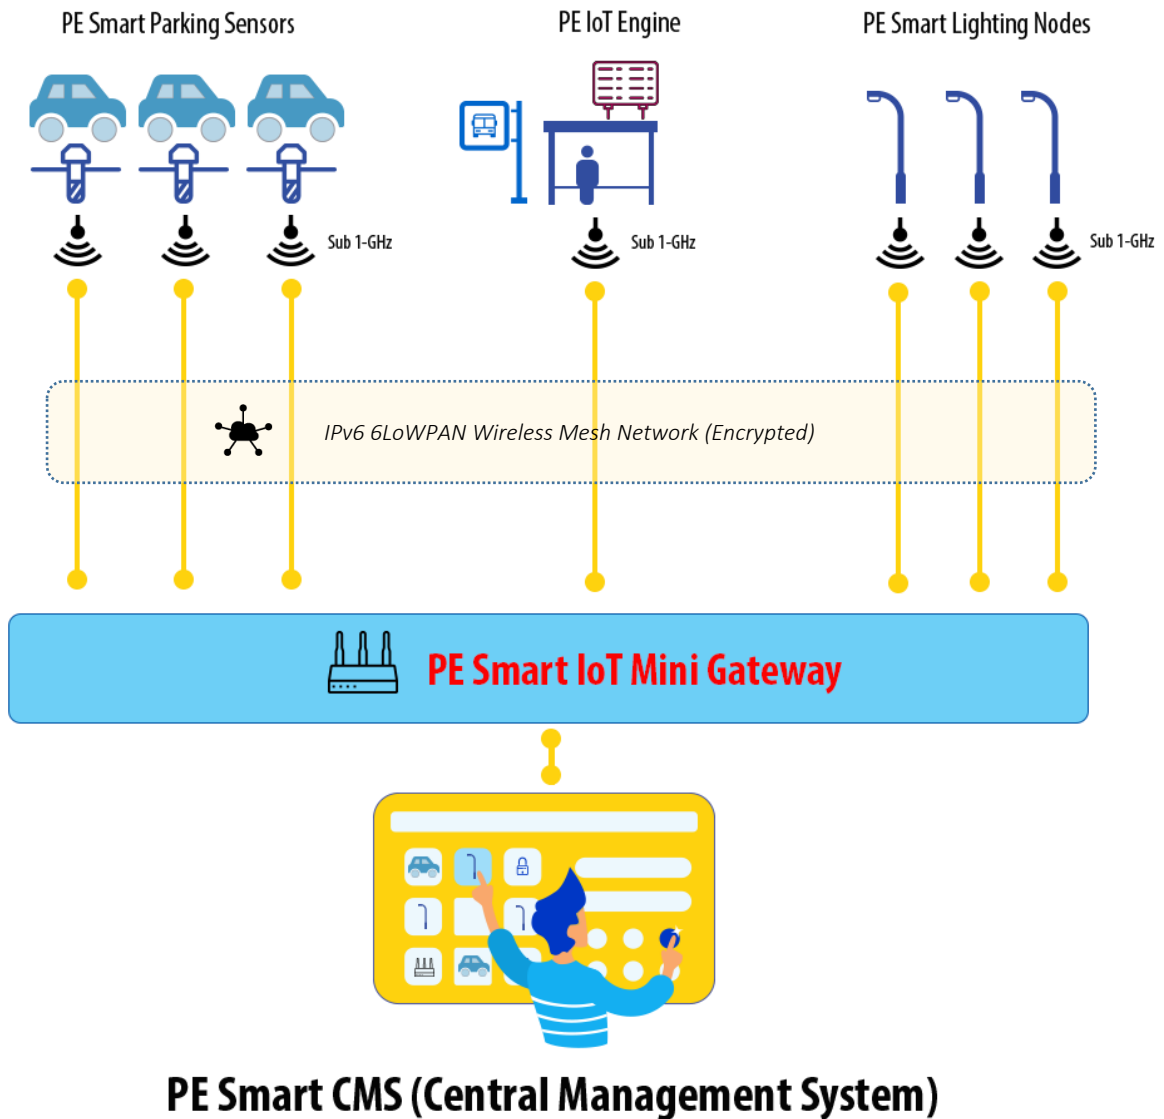 PE Smart Parking Sensors
PE IoT Engine
PE Smart Lighting Nodes
Sub 1-GHz
Sub 1-GHz
Sub 1-GHz
IPv6 6LoWPAN Wireless Mesh Network (Encrypted)
PE Smart IoT Mini Gateway
PE Smart CMS (Central Management System)